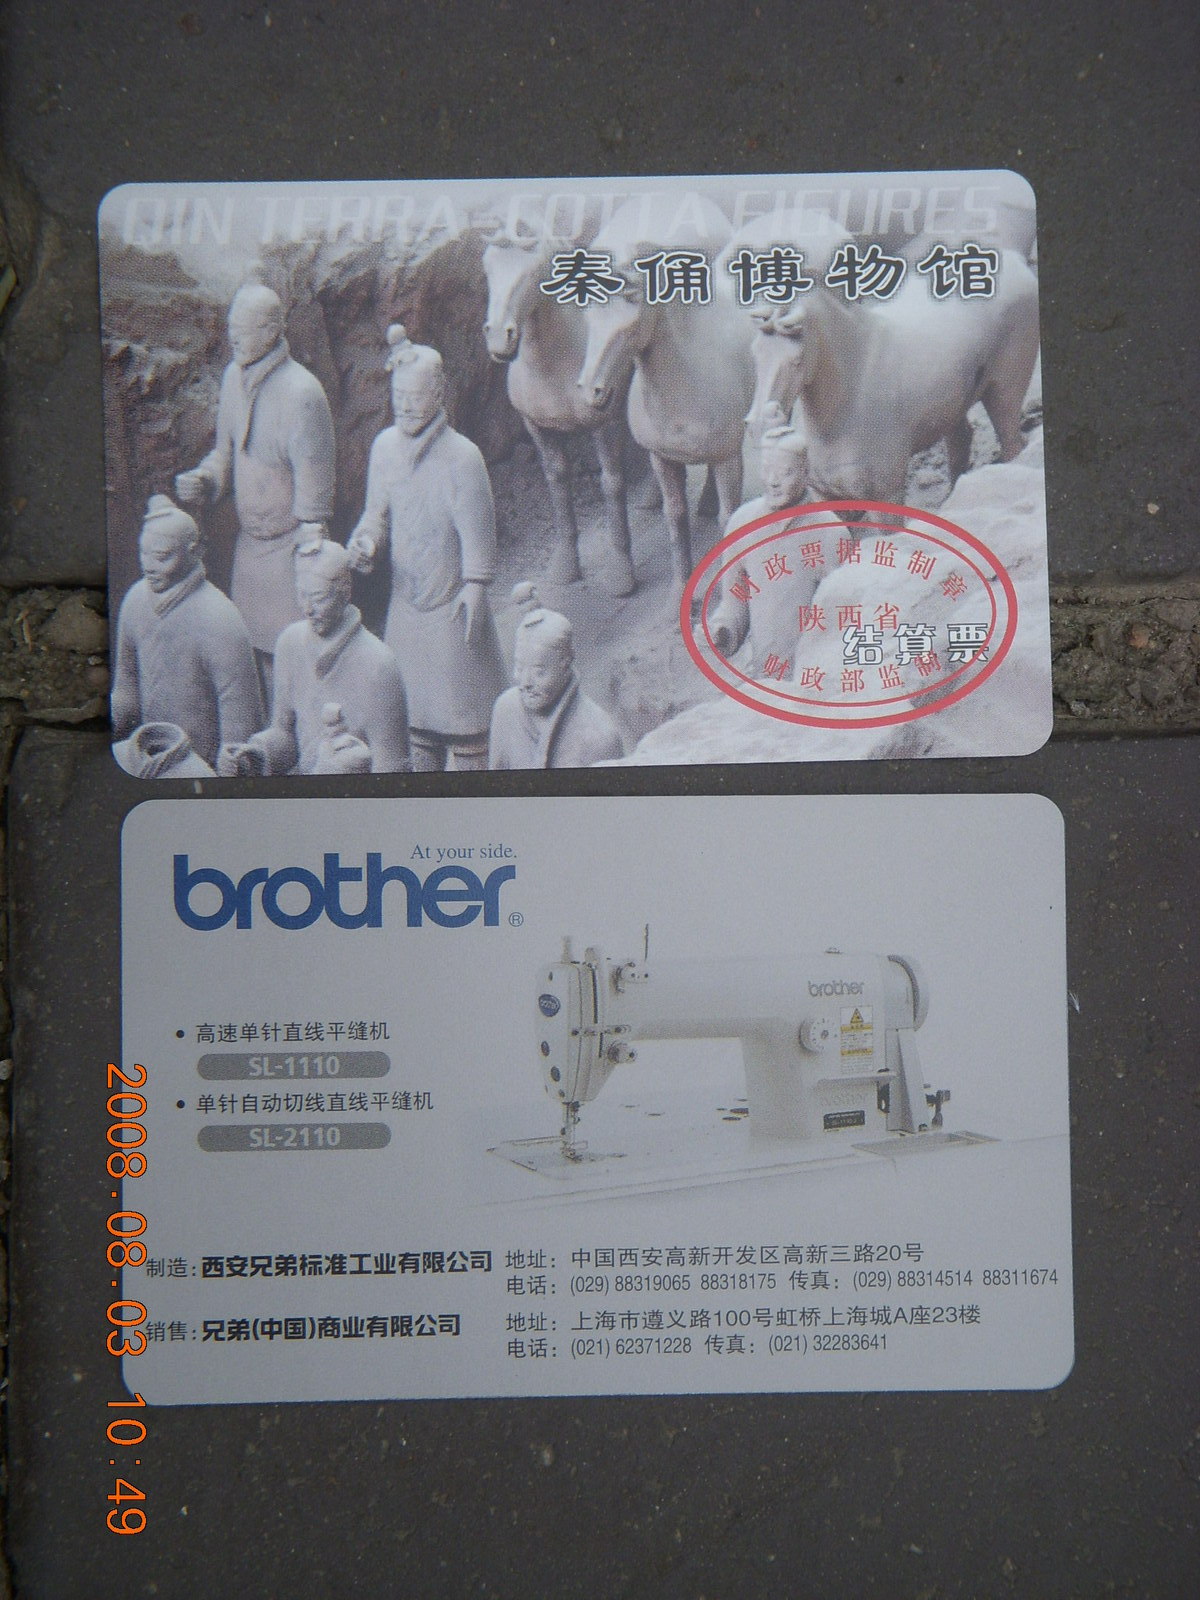 QIN TERRA-COTTA FIGURES
秦俑博物馆
财政票据监制章
陕西省
结算票
财政部监制
At your side.
brother®
brother
• 高速单针直线平缝机
SL-1110
• 单针自动切线直线平缝机
SL-2110
制造: 西安兄弟标准工业有限公司 地址: 中国西安高新开发区高新三路20号
电话: (029) 88319065 88318175 传真: (029) 88314514 88311674
销售: 兄弟(中国)商业有限公司 地址: 上海市遵义路100号虹桥上海城A座23楼
电话: (021) 62371228 传真: (021) 32283641
2008.08.03 10:49